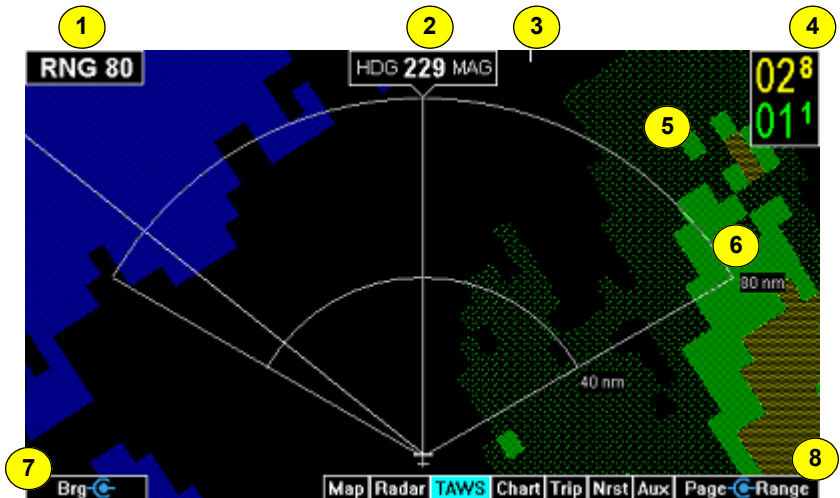 1
2
3
4
RNG 80
HDG 229 MAG
02⁸
01¹
5
6
80 nm
40 nm
7
8
Brg
Map Radar TAWS Chart Trip Nrst Aux Page Range